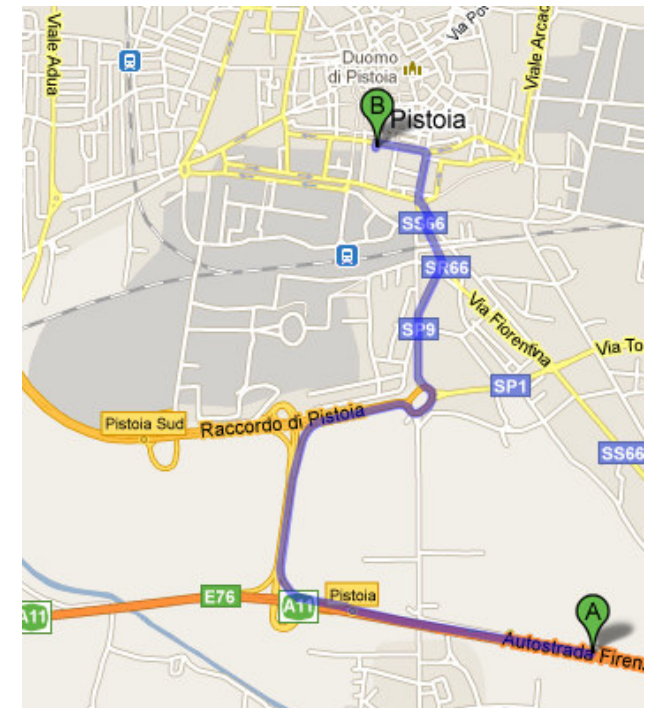 Viale Adua
Via Po
Viale Arcad
Duomo
di Pistoia
B
Pistoia
SS66
SR66
Via Fiorentina
SP9
Via To
SP1
Pistoia Sud
Raccordo di Pistoia
SS66
E76
A11
Pistoia
A11
A
Autostrada Firen